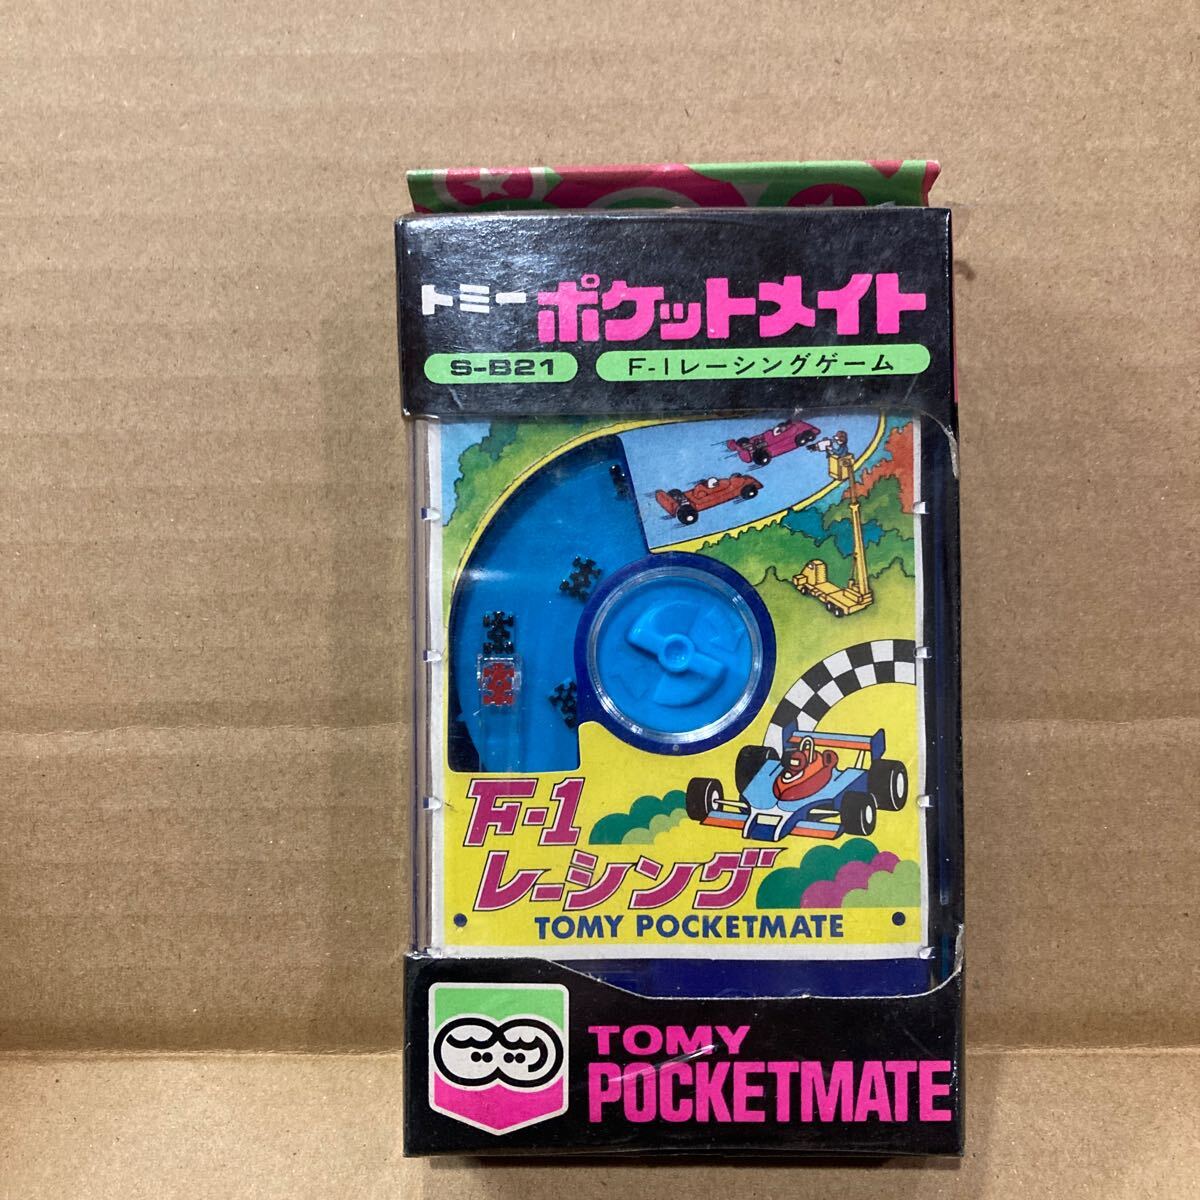 トミー ポケットメイト
S-B21 F-1レーシングゲーム
F-1
レーシング
TOMY POCKETMATE
TOMY
POCKETMATE